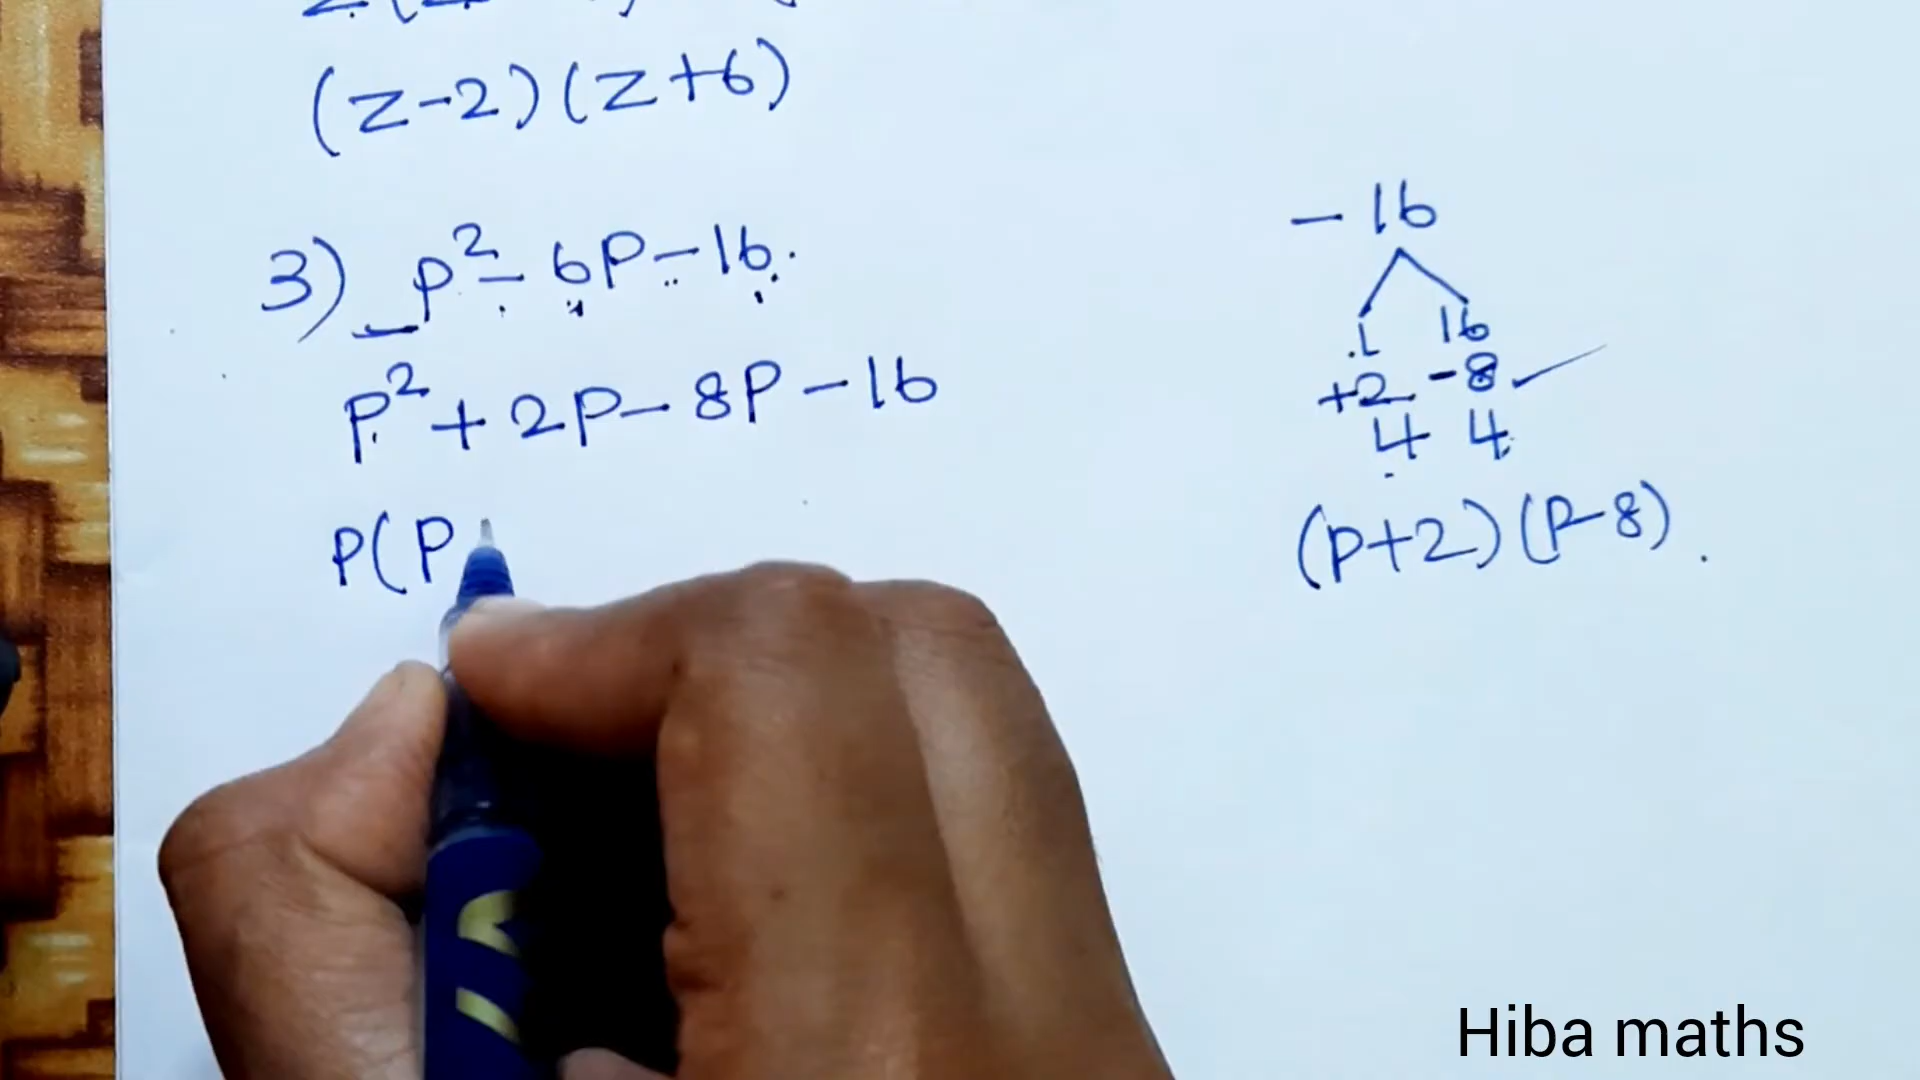 (z-2)(z+6)
3) p²- 6p-16.
p²+2p-8p-16
p(p
-16
1 16
+2 -8 ✓
4 4
(p+2)(p-8).
Hiba maths